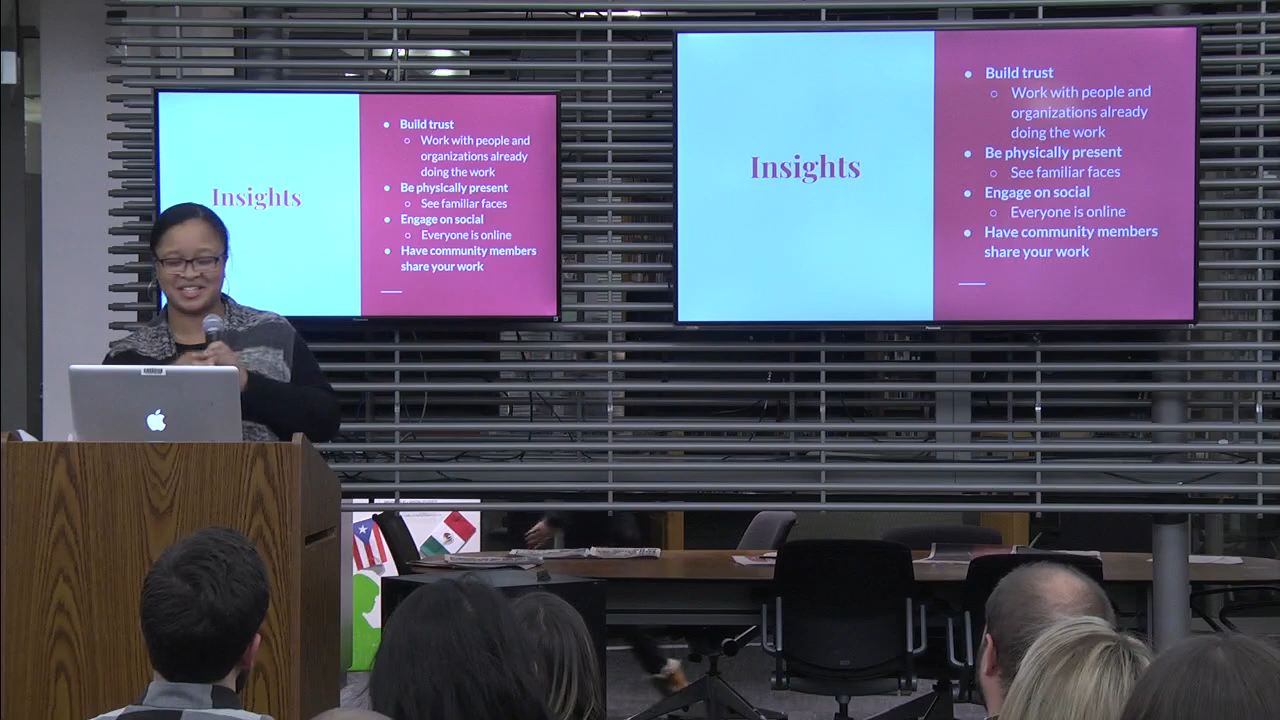 Insights
● Build trust
○ Work with people and
organizations already
doing the work
● Be physically present
○ See familiar faces
● Engage on social
○ Everyone is online
● Have community members
share your work
Insights
● Build trust
○ Work with people and
organizations already
doing the work
● Be physically present
○ See familiar faces
● Engage on social
○ Everyone is online
● Have community members
share your work
Panasonic